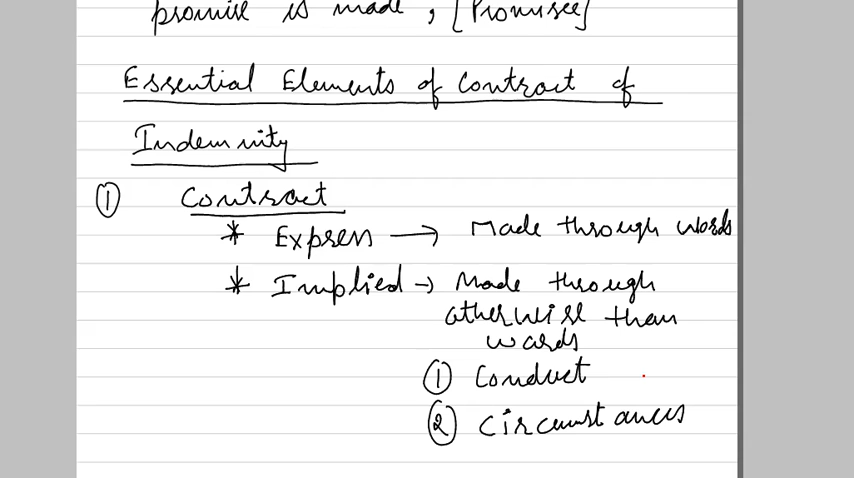 promise is made, [Promisee]
Essential Elements of Contract of
Indemnity
① Contract
* Express → Made through words
* Implied → Made through
otherwise than
words
① Conduct
② Circumstances